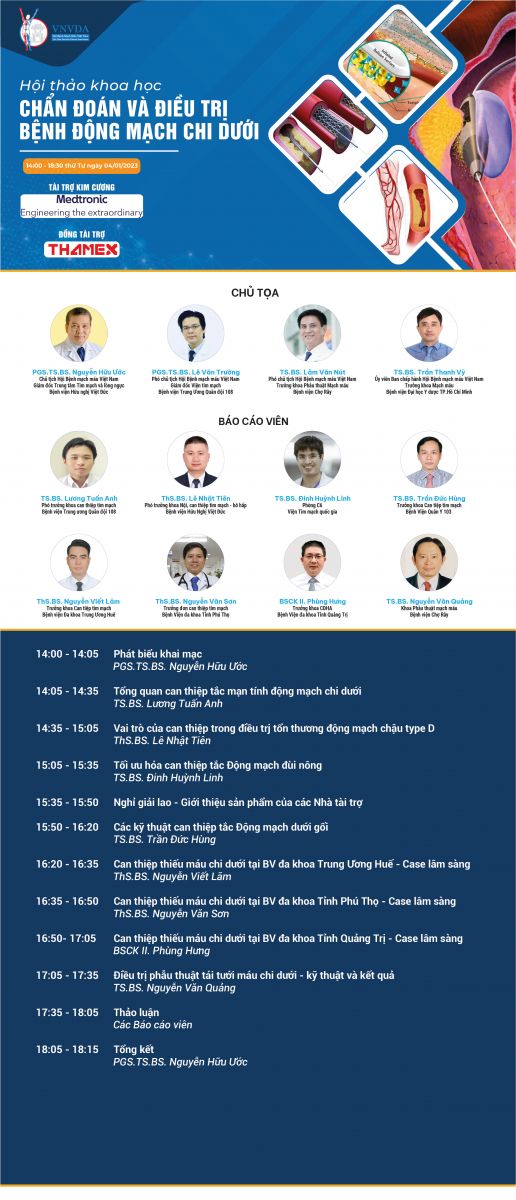 VNVDA
Hội thảo khoa học
CHẨN ĐOÁN VÀ ĐIỀU TRỊ
BỆNH ĐỘNG MẠCH CHI DƯỚI
14:00 - 18:30 thứ Tư ngày 04/01/2023
TÀI TRỢ KIM CƯƠNG
Medtronic
Engineering the extraordinary
ĐỒNG TÀI TRỢ
THAMEX
CHỦ TỌA
PGS.TS.BS. Nguyễn Hữu Ước
Chủ tịch Hội Bệnh mạch máu Việt Nam
Giám đốc Trung tâm Tim mạch và lồng ngực
Bệnh viện Hữu nghị Việt Đức
PGS.TS.BS. Lê Văn Trường
Phó chủ tịch Hội Bệnh mạch máu Việt Nam
Giám đốc Viện tim mạch
Bệnh viện Trung Ương Quân đội 108
TS.BS. Lâm Văn Nút
Phó chủ tịch Hội Bệnh mạch máu Việt Nam
Trưởng Khoa Phẫu thuật Mạch máu
Bệnh viện Chợ Rẫy
TS.BS. Trần Thanh Vỹ
Ủy viên Ban chấp hành Hội Bệnh mạch máu Việt Nam
Trưởng khoa Mạch máu
Bệnh viện Đại học Y dược TP.Hồ Chí Minh
BÁO CÁO VIÊN
TS.BS. Lương Tuấn Anh
Phó trưởng khoa can thiệp tim mạch
Bệnh viện Trung ương Quân đội 108
ThS.BS. Lê Nhật Tiên
Phó trưởng khoa Nội, can thiệp tim mạch - hô hấp
Bệnh viện Hữu Nghị Việt Đức
TS.BS. Đinh Huỳnh Linh
Phòng C6
Viện Tim mạch quốc gia
TS.BS. Trần Đức Hùng
Trưởng khoa Can tiệp tim mạch
Bệnh Viện Quân Y 103
ThS.BS. Nguyễn Viết Lãm
Trưởng khoa Can tiệp tim mạch
Bệnh viện Đa khoa Trung Ương Huế
ThS.BS. Nguyễn Văn Sơn
Trưởng đơn can thiệp tim mạch
Bệnh Viện đa khoa Tỉnh Phú Thọ
BSCK II. Phùng Hưng
Trưởng khoa CĐHA
Bệnh Viện đa khoa Tỉnh Quảng Trị
TS.BS. Nguyễn Văn Quảng
Khoa Phẫu thuật mạch máu
Bệnh viện Chợ Rẫy
14:00 - 14:05 Phát biểu khai mạc
PGS.TS.BS. Nguyễn Hữu Ước
14:05 - 14:35 Tổng quan can thiệp tắc mạn tính động mạch chi dưới
TS.BS. Lương Tuấn Anh
14:35 - 15:05 Vai trò của can thiệp trong điều trị tổn thương động mạch chậu type D
ThS.BS. Lê Nhật Tiên
15:05 - 15:35 Tối ưu hóa can thiệp tắc Động mạch đùi nông
TS.BS. Đinh Huỳnh Linh
15:35 - 15:50 Nghỉ giải lao - Giới thiệu sản phẩm của các Nhà tài trợ
15:50 - 16:20 Các kỹ thuật can thiệp tắc Động mạch dưới gối
TS.BS. Trần Đức Hùng
16:20 - 16:35 Can thiệp thiếu máu chi dưới tại BV đa khoa Trung Ương Huế - Case lâm sàng
ThS.BS. Nguyễn Viết Lãm
16:35 - 16:50 Can thiệp thiếu máu chi dưới tại BV đa khoa Tỉnh Phú Thọ - Case lâm sàng
ThS.BS. Nguyễn Văn Sơn
16:50- 17:05 Can thiệp thiếu máu chi dưới tại BV đa khoa Tỉnh Quảng Trị - Case lâm sàng
BSCK II. Phùng Hưng
17:05 - 17:35 Điều trị phẫu thuật tái tưới máu chi dưới - kỹ thuật và kết quả
TS.BS. Nguyễn Văn Quảng
17:35 - 18:05 Thảo luận
Các Báo cáo viên
18:05 - 18:15 Tổng kết
PGS.TS.BS. Nguyễn Hữu Ước